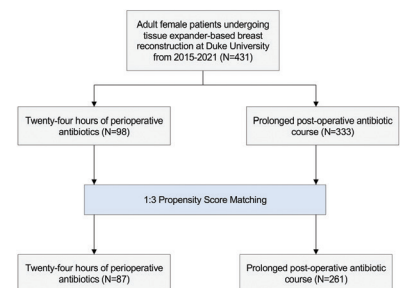 Adult female patients undergoing
tissue expander-based breast
reconstruction at Duke University
from 2015-2021 (N=431)
Twenty-four hours of perioperative
antibiotics (N=98)
Prolonged post-operative antibiotic
course (N=333)
1:3 Propensity Score Matching
Twenty-four hours of perioperative
antibiotics (N=87)
Prolonged post-operative antibiotic
course (N=261)